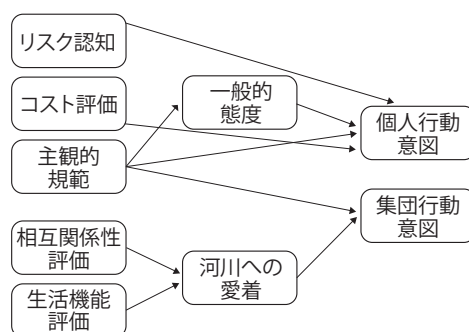 リスク認知
コスト評価
主観的
規範
相互関係性
評価
生活機能
評価
一般的
態度
河川への
愛着
個人行動
意図
集団行動
意図